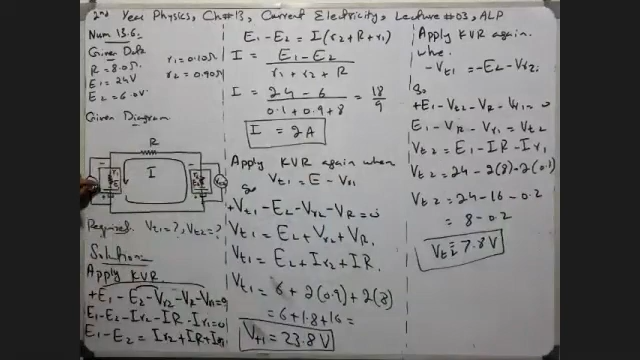 2nd Year Physics, Ch#13, Current Electricity, Lecture #03, ALP
Num 13.6.
Given Data
R = 8.0Ω r1 = 0.10Ω
E1 = 24V r2 = 0.90Ω
E2 = 6.0V.
Given Diagram
R
I
Required. Vt1 = ?, Vt2 = ?
Solution:
Apply KVR.
+E1 - E2 - Vr2 - VR - Vr1 = 0
E1 - E2 - Ir2 - IR - Ir1 = 0
E1 - E2 = Ir2 + IR + Ir1
E1 - E2 = I(r2 + R + r1)
I = E1 - E2
r1 + r2 + R
I = 24 - 6 = 18
0.1 + 0.9 + 8 9
I = 2A
Apply KVR again when
Vt1 = E - Vr1
so
+Vt1 - E2 - Vr2 - VR = 0
Vt1 = E2 + Vr2 + VR
Vt1 = E2 + Ir2 + IR
Vt1 = 6 + 2(0.9) + 2(8)
= 6 + 1.8 + 16 =
Vt1 = 23.8V
Apply KVR again.
when
-Vt2 = -E2 - Vr2.
so
+E1 - Vt2 - VR - Vr1 = 0
E1 - VR - Vr1 = Vt2
Vt2 = E1 - IR - Ir1
Vt2 = 24 - 2(8) - 2(0.1)
Vt2 = 24 - 16 - 0.2
= 8 - 0.2
Vt2 = 7.8V